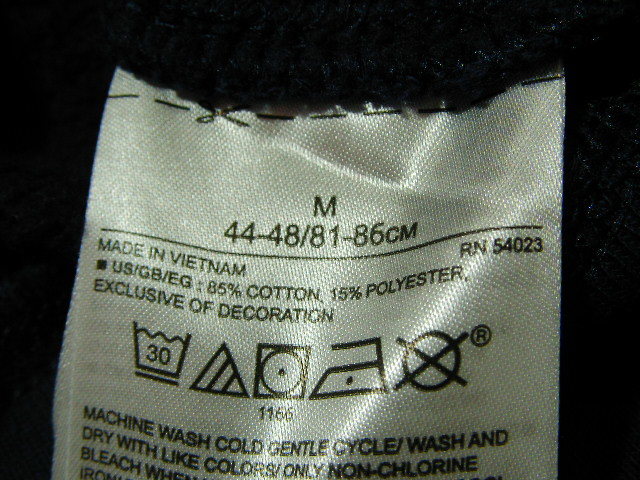 M
44-48/81-86CM
MADE IN VIETNAM
RN 54023
■ US/GB/EG : 85% COTTON, 15% POLYESTER,
EXCLUSIVE OF DECORATION
30
®
1166
MACHINE WASH COLD GENTLE CYCLE/ WASH AND
DRY WITH LIKE COLORS/ ONLY NON-CHLORINE
BLEACH WHEN